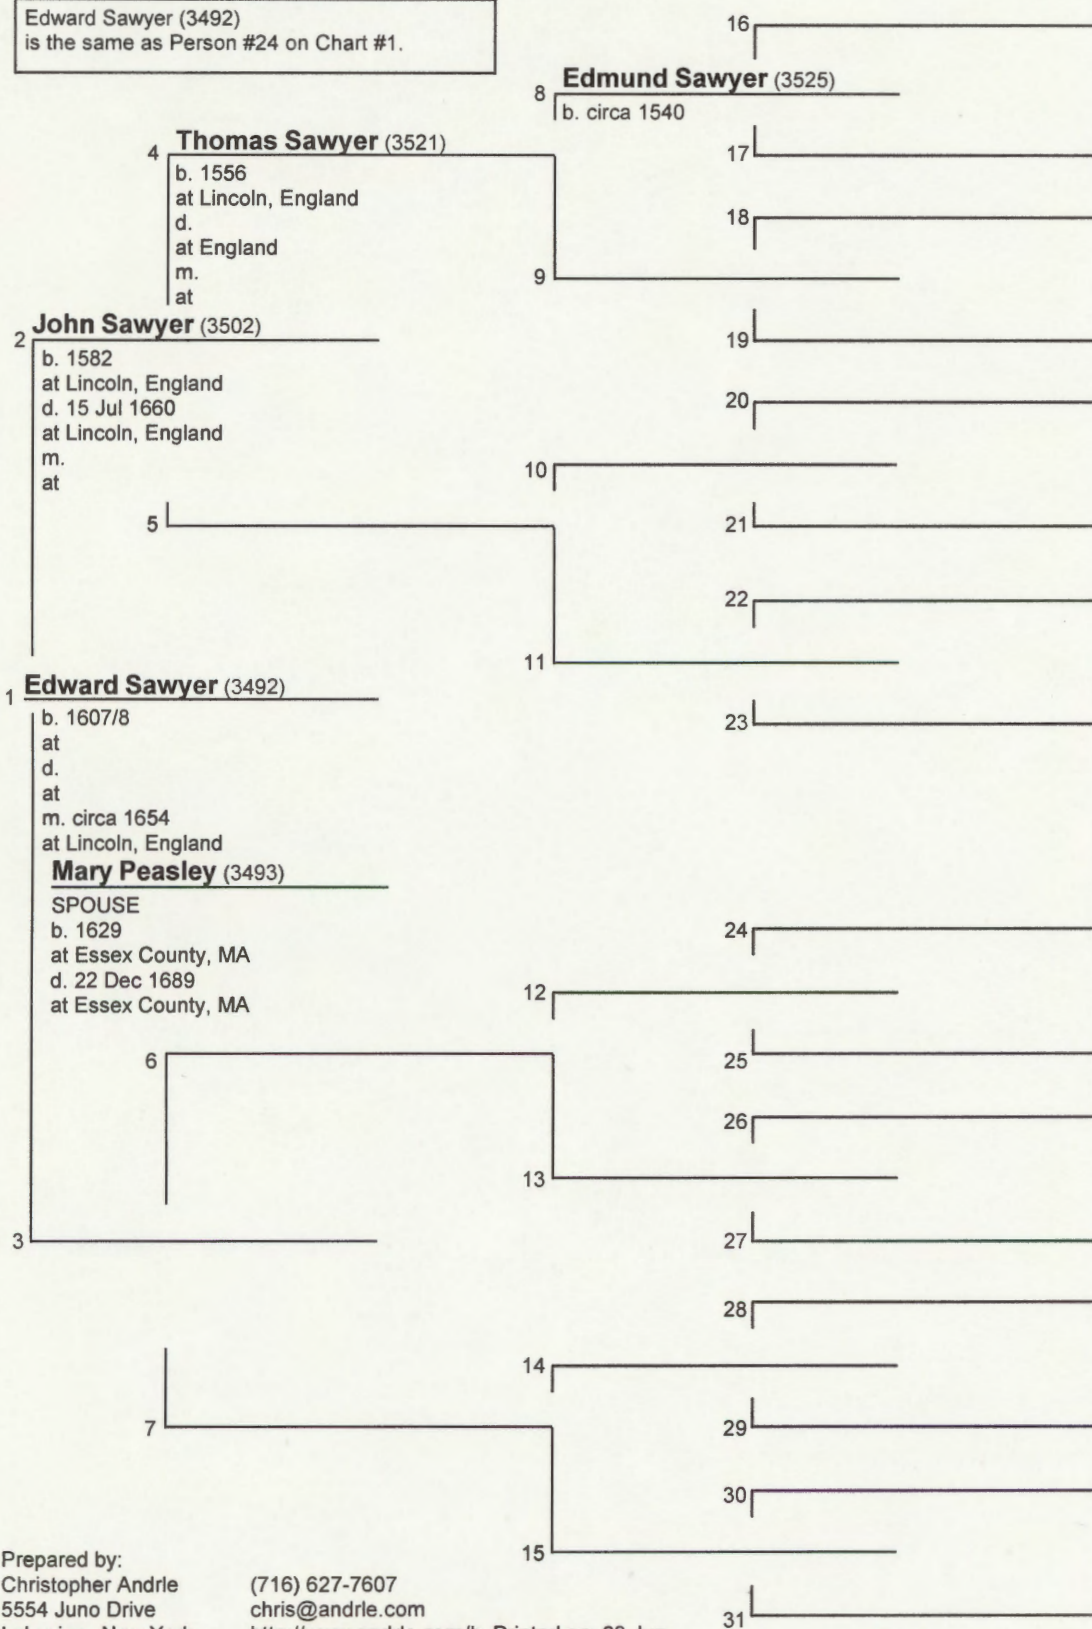 Edward Sawyer (3492)
is the same as Person #24 on Chart #1.
16
8 Edmund Sawyer (3525)
b. circa 1540
17
4 Thomas Sawyer (3521)
b. 1556
at Lincoln, England
d.
at England
m.
at
18
9
2 John Sawyer (3502)
b. 1582
at Lincoln, England
d. 15 Jul 1660
at Lincoln, England
m.
at
19
20
10
5
21
22
11
1 Edward Sawyer (3492)
b. 1607/8
at
d.
at
m. circa 1654
at Lincoln, England
23
Mary Peasley (3493)
SPOUSE
b. 1629
at Essex County, MA
d. 22 Dec 1689
at Essex County, MA
24
12
6
25
26
13
3
27
28
14
7
29
30
15
31
Prepared by:
Christopher Andrle (716) 627-7607
5554 Juno Drive chris@andrle.com